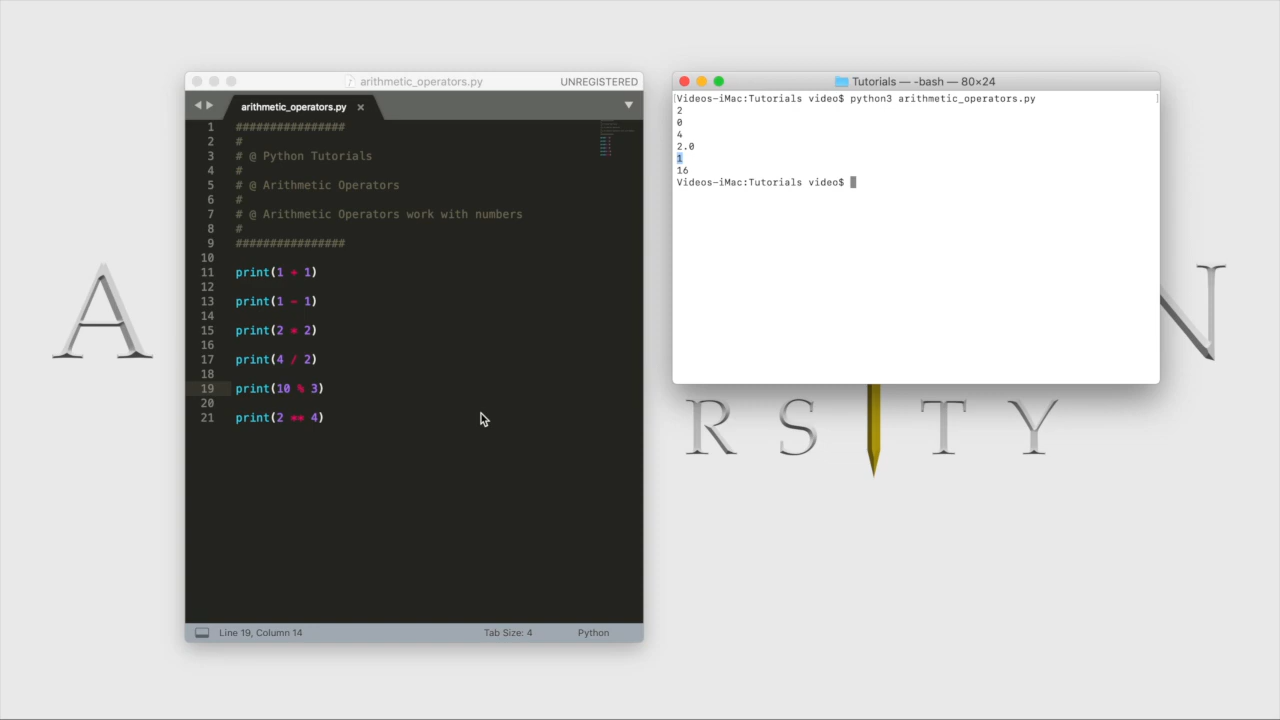 arithmetic_operators.py
UNREGISTERED
arithmetic_operators.py
1 ################
2 #
3 # @ Python Tutorials
4 #
5 # @ Arithmetic Operators
6 #
7 # @ Arithmetic Operators work with numbers
8 #
9 ################
10
11 print(1 + 1)
12
13 print(1 - 1)
14
15 print(2 * 2)
16
17 print(4 / 2)
18
19 print(10 % 3)
20
21 print(2 ** 4)
Line 19, Column 14
Tab Size: 4
Python
Tutorials — -bash — 80×24
[Videos-iMac:Tutorials video$ python3 arithmetic_operators.py ]
2
0
4
2.0
1
16
Videos-iMac:Tutorials video$
A N
R S I T Y